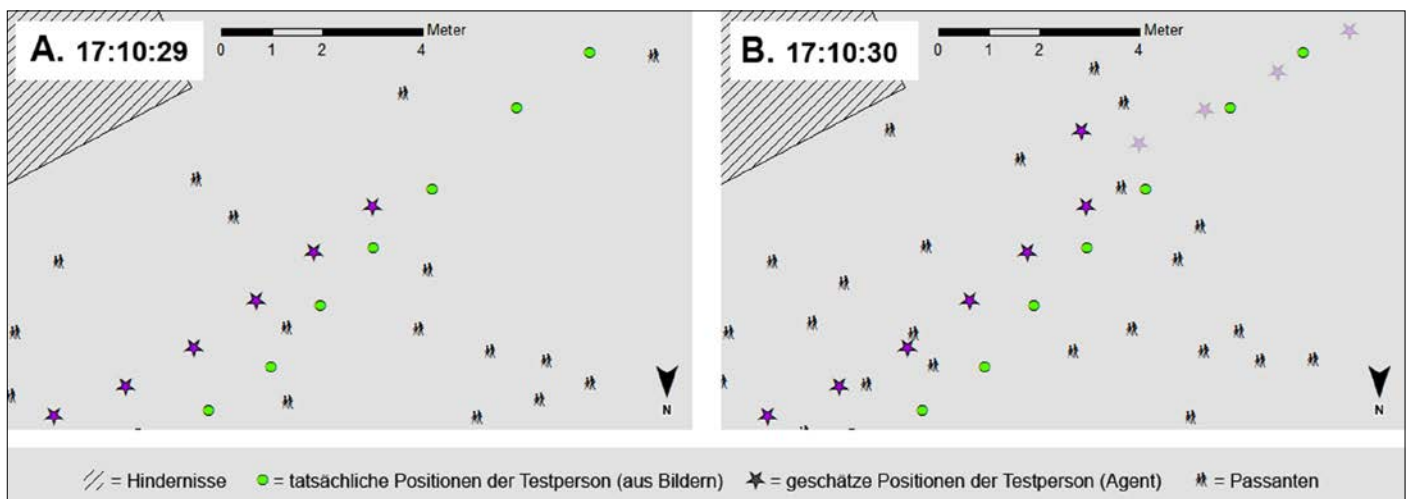 A. 17:10:29
Meter
0 1 2 4
N
B. 17:10:30
Meter
0 1 2 4
N
= Hindernisse = tatsächliche Positionen der Testperson (aus Bildern) = geschätze Positionen der Testperson (Agent) = Passanten